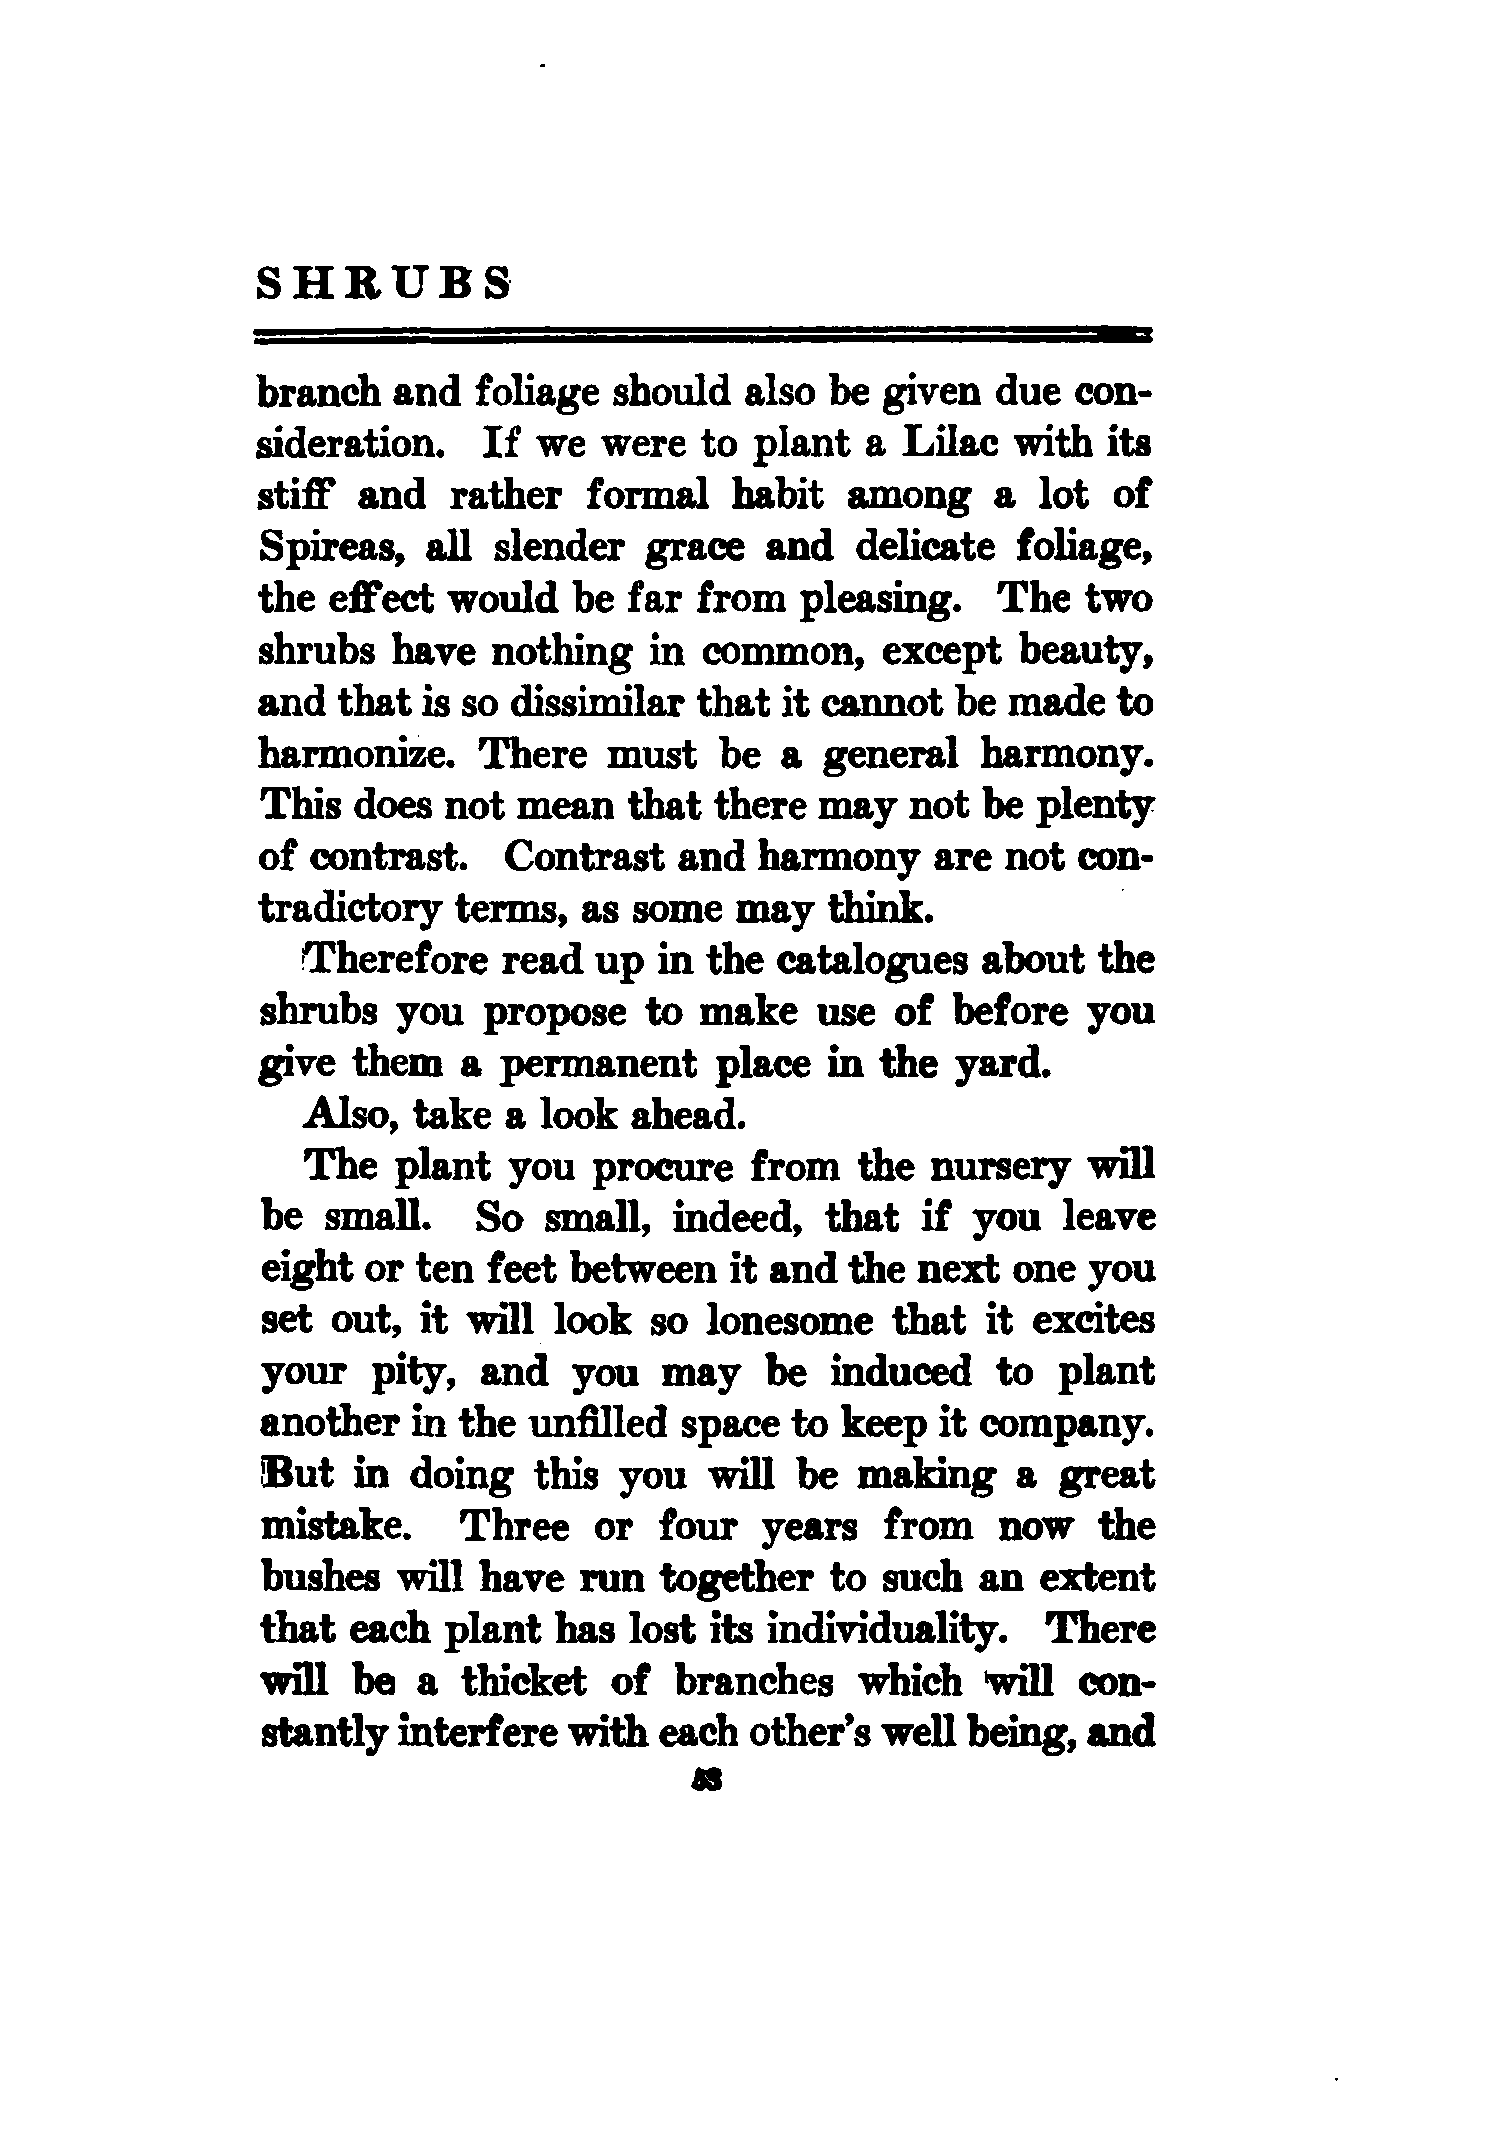 SHRUBS
branch and foliage should also be given due con-
sideration. If we were to plant a Lilac with its
stiff and rather formal habit among a lot of
Spireas, all slender grace and delicate foliage,
the effect would be far from pleasing. The two
shrubs have nothing in common, except beauty,
and that is so dissimilar that it cannot be made to
harmonize. There must be a general harmony.
This does not mean that there may not be plenty
of contrast. Contrast and harmony are not con-
tradictory terms, as some may think.
Therefore read up in the catalogues about the
shrubs you propose to make use of before you
give them a permanent place in the yard.
Also, take a look ahead.
The plant you procure from the nursery will
be small. So small, indeed, that if you leave
eight or ten feet between it and the next one you
set out, it will look so lonesome that it excites
your pity, and you may be induced to plant
another in the unfilled space to keep it company.
But in doing this you will be making a great
mistake. Three or four years from now the
bushes will have run together to such an extent
that each plant has lost its individuality. There
will be a thicket of branches which will con-
stantly interfere with each other's well being, and